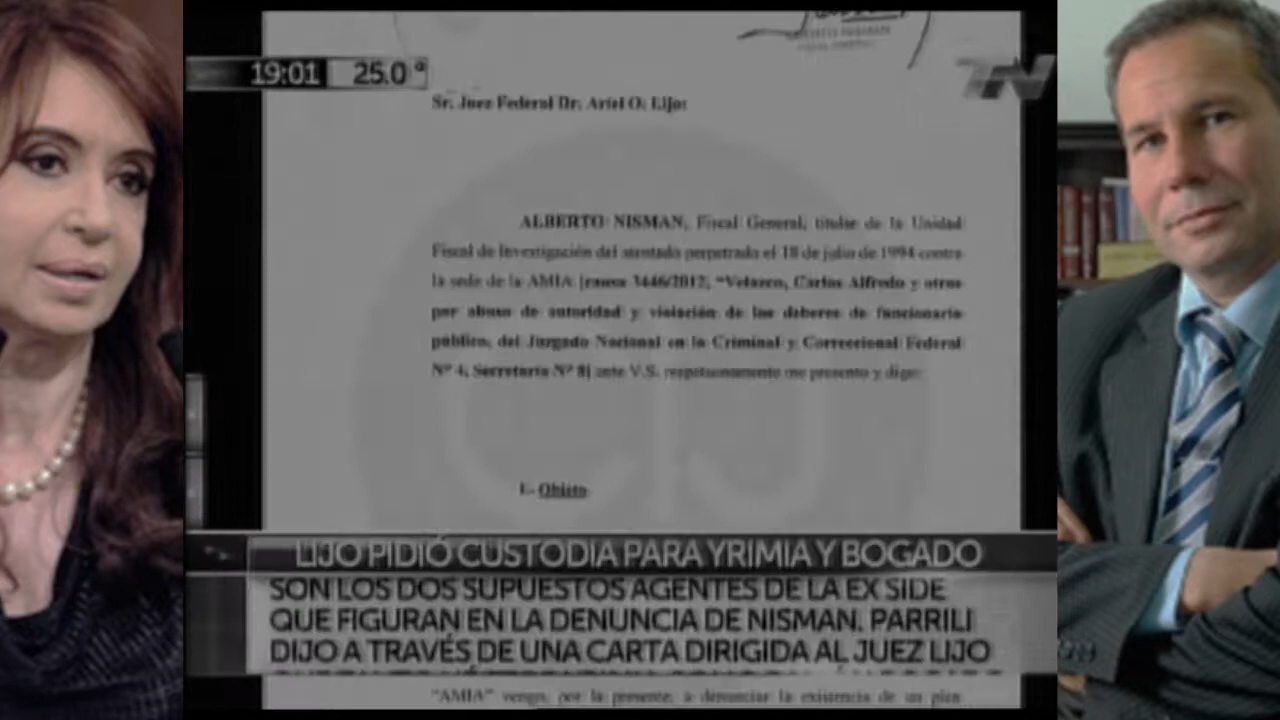 19:01 25.0°
TN
Sr. Juez Federal Dr. Ariel O. Lijo:
ALBERTO NISMAN, Fiscal General, titular de la Unidad
Fiscal de Investigación del atentado perpetrado el 18 de julio de 1994 contra
la sede de la AMIA [causa 3446/2012, "Velazco, Carlos Alfredo y otros
por abuso de autoridad y violación de los deberes de funcionario
público, del Juzgado Nacional en lo Criminal y Correccional Federal
N° 4, Secretaría N° 8] ante V.S. respetuosamente me presento y digo:
I.- Objeto
LIJO PIDIÓ CUSTODIA PARA YRIMIA Y BOGADO
SON LOS DOS SUPUESTOS AGENTES DE LA EX SIDE
QUE FIGURAN EN LA DENUNCIA DE NISMAN. PARRILI
DIJO A TRAVÉS DE UNA CARTA DIRIGIDA AL JUEZ LIJO
"AMIA" vengo, por la presente, a denunciar la existencia de un plan